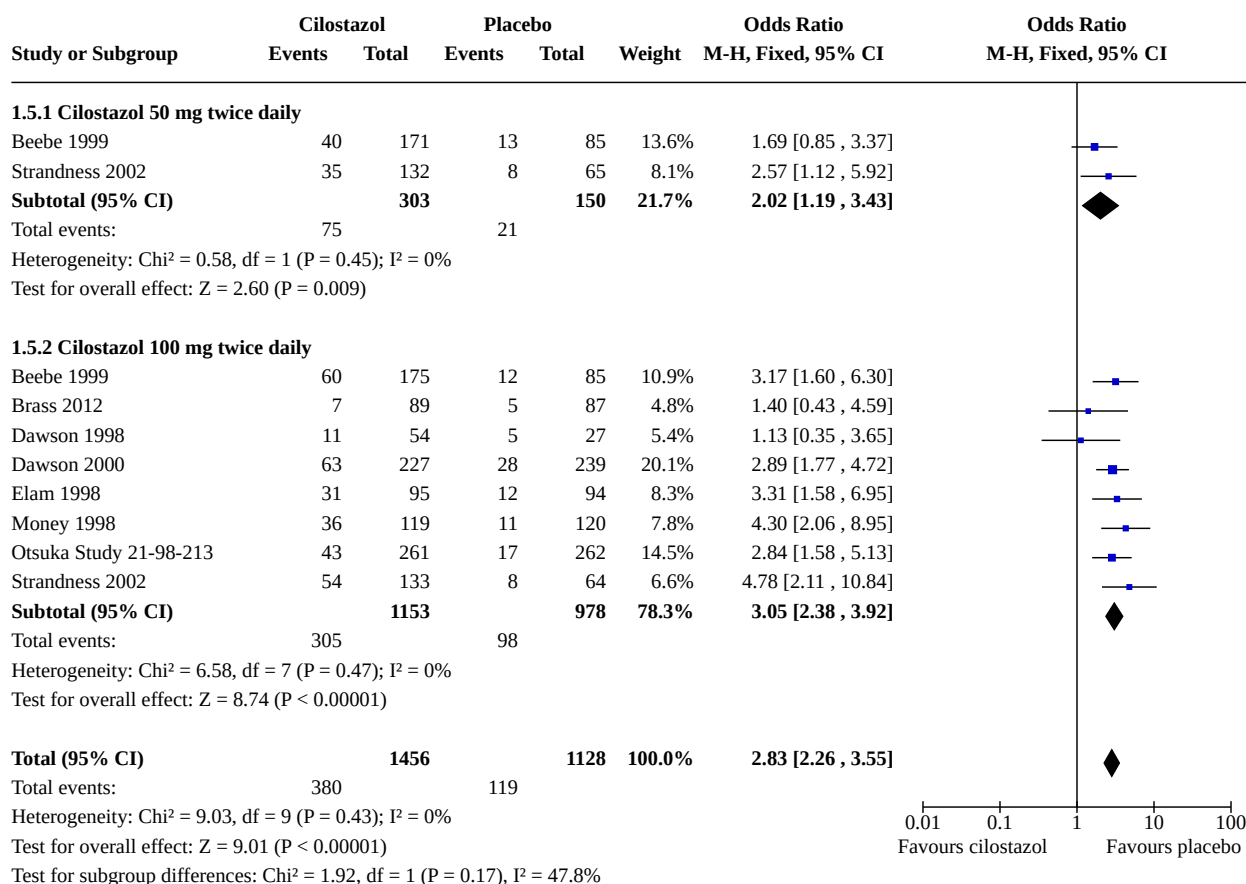 Cilostazol Placebo Odds Ratio Odds Ratio
Study or Subgroup Events Total Events Total Weight M-H, Fixed, 95% CI M-H, Fixed, 95% CI
1.5.1 Cilostazol 50 mg twice daily
Beebe 1999 40 171 13 85 13.6% 1.69 [0.85 , 3.37]
Strandness 2002 35 132 8 65 8.1% 2.57 [1.12 , 5.92]
Subtotal (95% CI) 303 150 21.7% 2.02 [1.19 , 3.43]
Total events: 75 21
Heterogeneity: Chi² = 0.58, df = 1 (P = 0.45); I² = 0%
Test for overall effect: Z = 2.60 (P = 0.009)
1.5.2 Cilostazol 100 mg twice daily
Beebe 1999 60 175 12 85 10.9% 3.17 [1.60 , 6.30]
Brass 2012 7 89 5 87 4.8% 1.40 [0.43 , 4.59]
Dawson 1998 11 54 5 27 5.4% 1.13 [0.35 , 3.65]
Dawson 2000 63 227 28 239 20.1% 2.89 [1.77 , 4.72]
Elam 1998 31 95 12 94 8.3% 3.31 [1.58 , 6.95]
Money 1998 36 119 11 120 7.8% 4.30 [2.06 , 8.95]
Otsuka Study 21-98-213 43 261 17 262 14.5% 2.84 [1.58 , 5.13]
Strandness 2002 54 133 8 64 6.6% 4.78 [2.11 , 10.84]
Subtotal (95% CI) 1153 978 78.3% 3.05 [2.38 , 3.92]
Total events: 305 98
Heterogeneity: Chi² = 6.58, df = 7 (P = 0.47); I² = 0%
Test for overall effect: Z = 8.74 (P < 0.00001)
Total (95% CI) 1456 1128 100.0% 2.83 [2.26 , 3.55]
Total events: 380 119
Heterogeneity: Chi² = 9.03, df = 9 (P = 0.43); I² = 0%
0.01 0.1 1 10 100
Test for overall effect: Z = 9.01 (P < 0.00001) Favours cilostazol Favours placebo
Test for subgroup differences: Chi² = 1.92, df = 1 (P = 0.17), I² = 47.8%